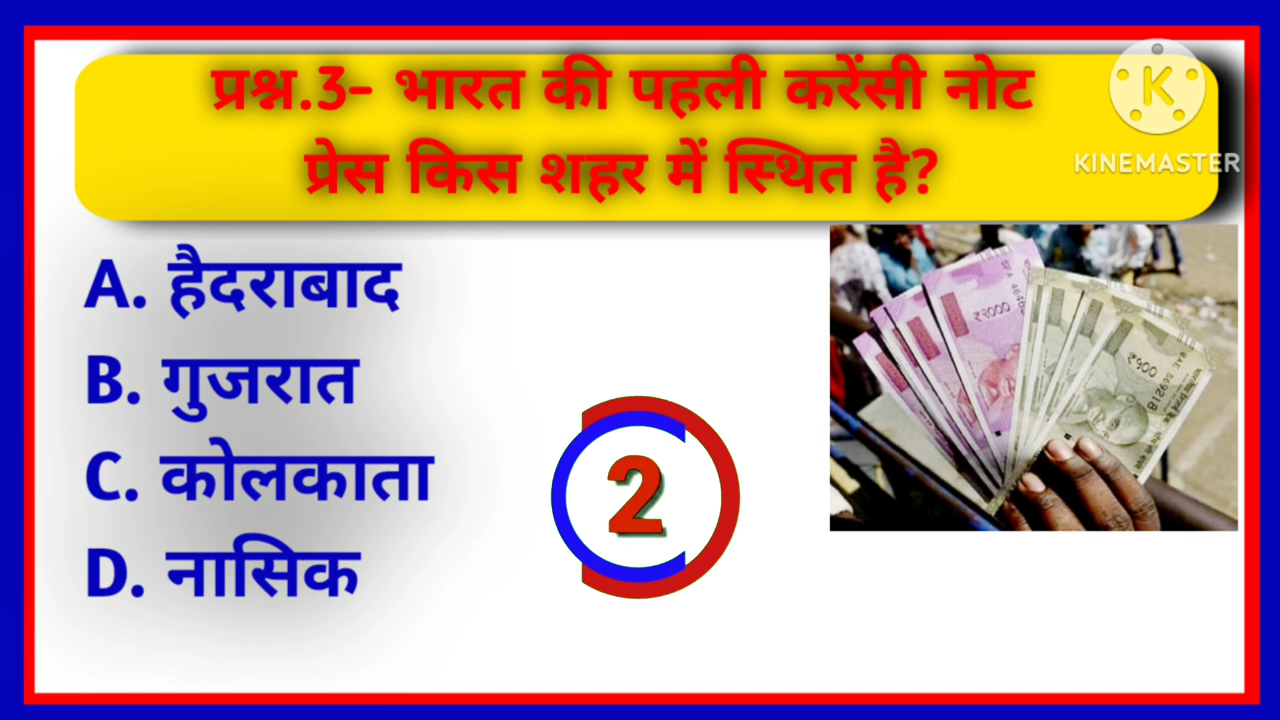 प्रश्न.3- भारत की पहली करेंसी नोट
प्रेस किस शहर में स्थित है?
KINEMASTER
A. हैदराबाद
B. गुजरात
C. कोलकाता
D. नासिक
2